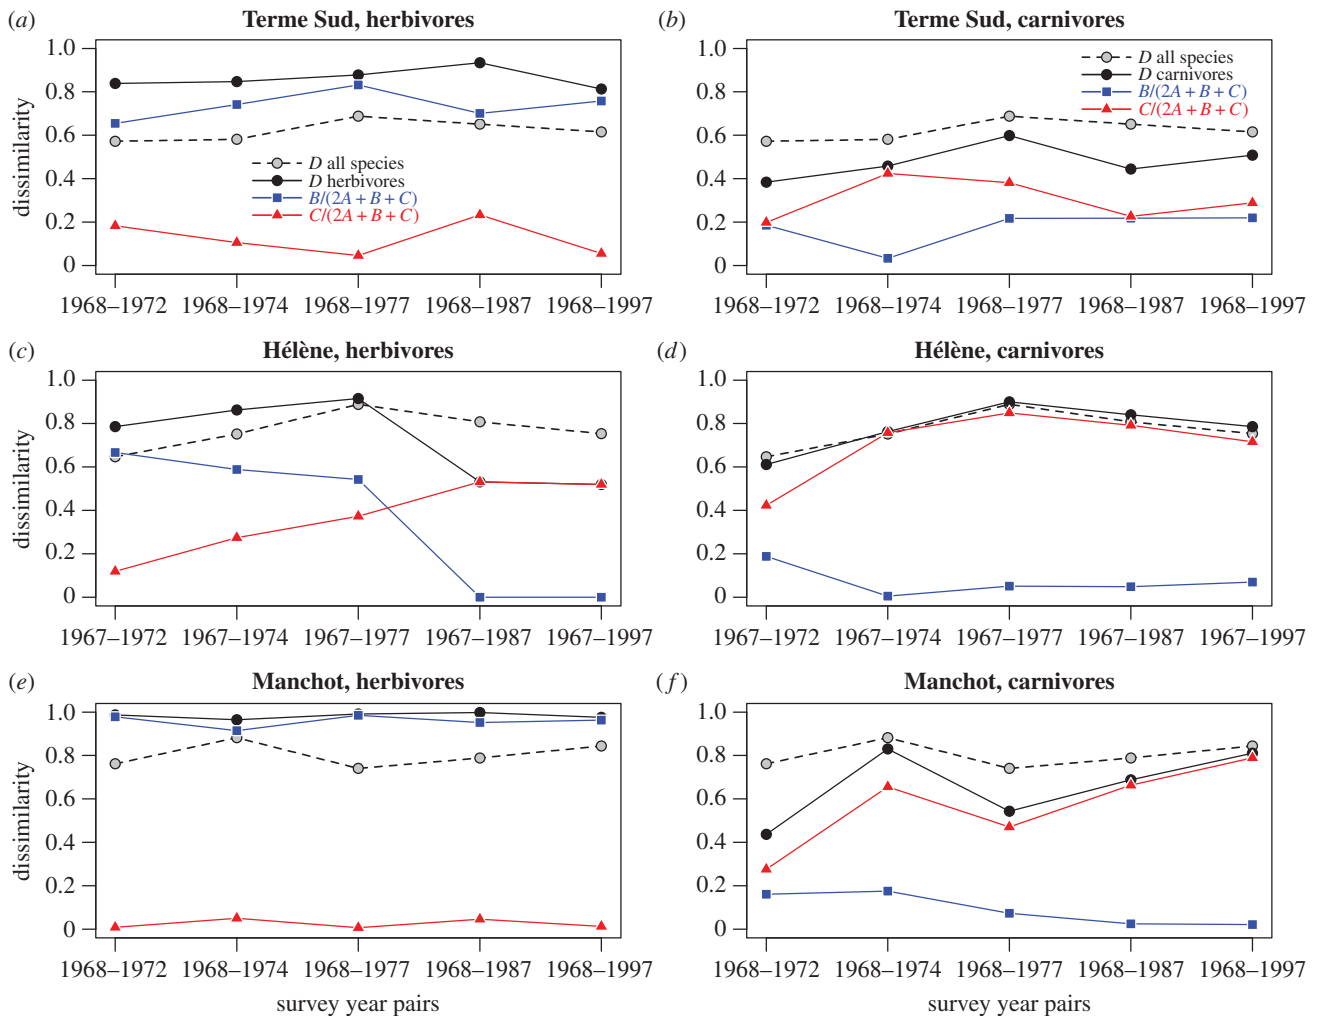 (a) Terme Sud, herbivores
1.0
0.8
0.6
0.4
0.2
0
dissimilarity
D all species
D herbivores
B/(2A + B + C)
C/(2A + B + C)
1968–1972 1968–1974 1968–1977 1968–1987 1968–1997
(b) Terme Sud, carnivores
1.0
0.8
0.6
0.4
0.2
0
D all species
D carnivores
B/(2A + B + C)
C/(2A + B + C)
1968–1972 1968–1974 1968–1977 1968–1987 1968–1997
(c) Hélène, herbivores
1.0
0.8
0.6
0.4
0.2
0
dissimilarity
1967–1972 1967–1974 1967–1977 1967–1987 1967–1997
(d) Hélène, carnivores
1.0
0.8
0.6
0.4
0.2
0
1967–1972 1967–1974 1967–1977 1967–1987 1967–1997
(e) Manchot, herbivores
1.0
0.8
0.6
0.4
0.2
0
dissimilarity
1968–1972 1968–1974 1968–1977 1968–1987 1968–1997
survey year pairs
(f) Manchot, carnivores
1.0
0.8
0.6
0.4
0.2
0
1968–1972 1968–1974 1968–1977 1968–1987 1968–1997
survey year pairs